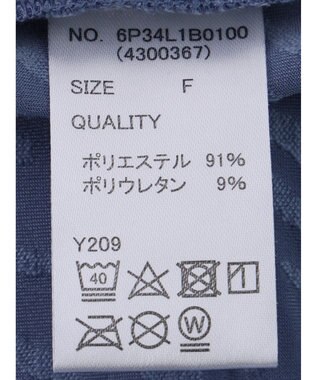 NO. 6P34L1B0100
(4300367)
SIZE F
QUALITY
ポリエステル 91%
ポリウレタン 9%
Y209
40
W